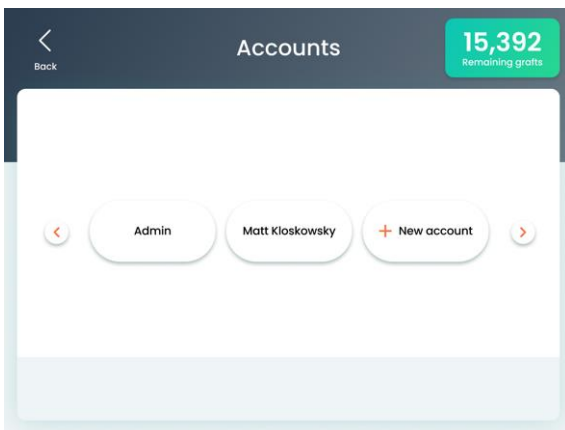 Back
Accounts
15,392
Remaining grafts
Admin
Matt Kloskowsky
+ New account